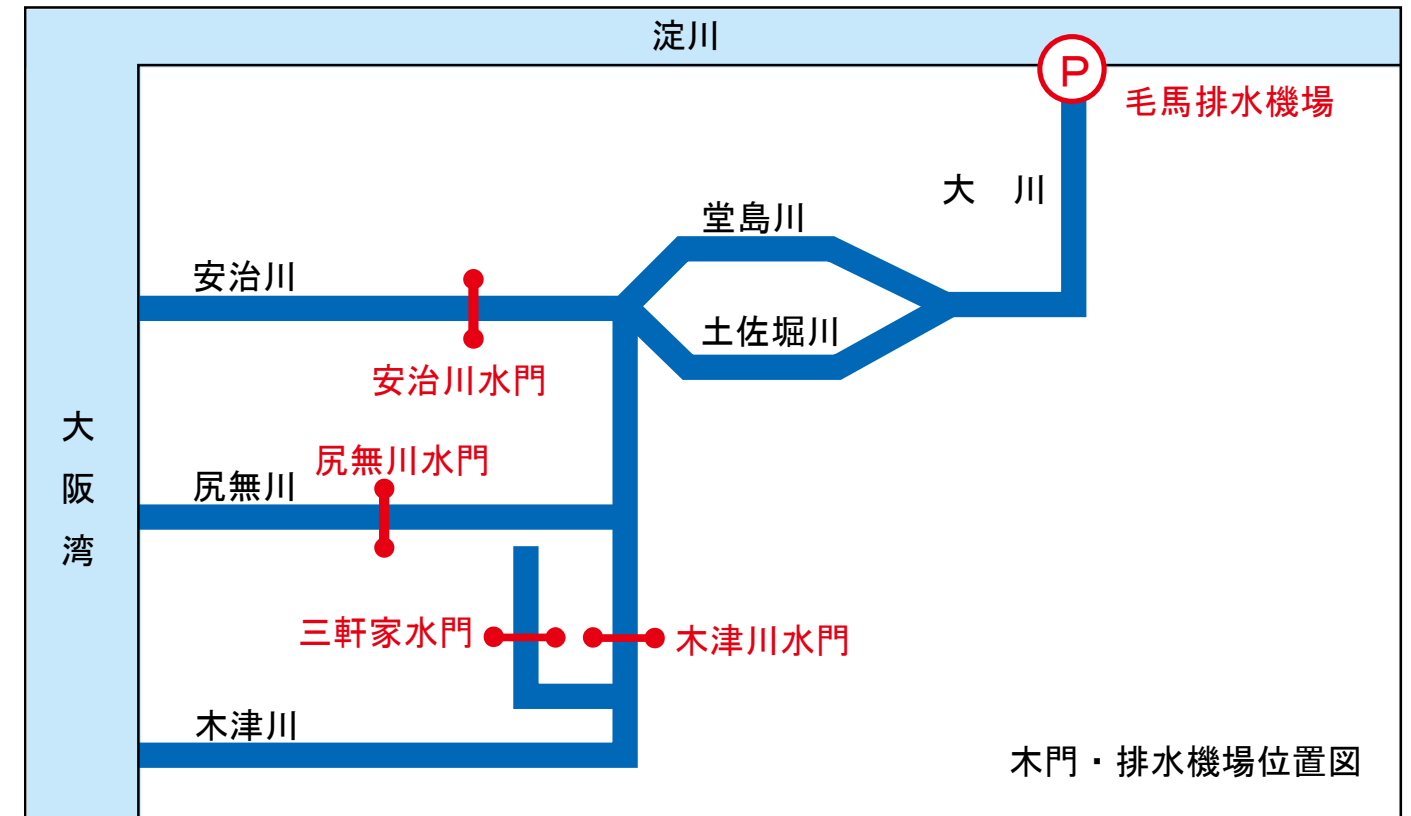 淀川
P
毛馬排水機場
大　川
堂島川
安治川
土佐堀川
安治川水門
大阪湾
尻無川水門
尻無川
三軒家水門
木津川水門
木津川
木門・排水機場位置図